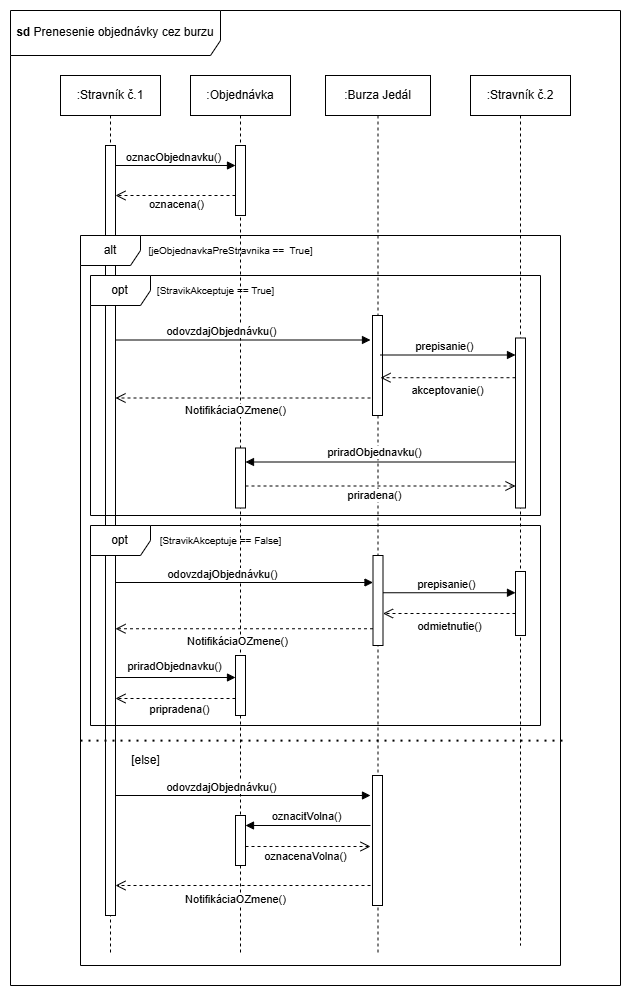 sd Prenesenie objednávky cez burzu
:Stravník č.1
:Objednávka
:Burza Jedál
:Stravník č.2
oznacObjednavku()
oznacena()
alt
[jeObjednavkaPreStravnika == True]
opt
[StravikAkceptuje == True]
odovzdajObjednávku()
prepisanie()
akceptovanie()
NotifikáciaOZmene()
priradObjednavku()
priradena()
opt
[StravikAkceptuje == False]
odovzdajObjednávku()
prepisanie()
odmietnutie()
NotifikáciaOZmene()
priradObjednavku()
pripradena()
[else]
odovzdajObjednávku()
oznacitVolna()
oznacenaVolna()
NotifikáciaOZmene()